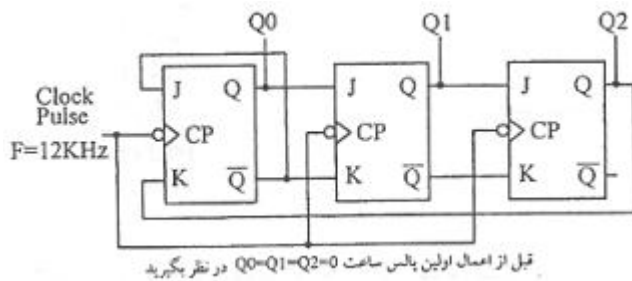 Q0 Q1 Q2
J Q J Q J Q
Clock
Pulse
CP CP CP
F=12KHz
K Q̅ K Q̅ K Q̅
قبل از اعمال اولین پالس ساعت Q0=Q1=Q2=0 در نظر بگیرید